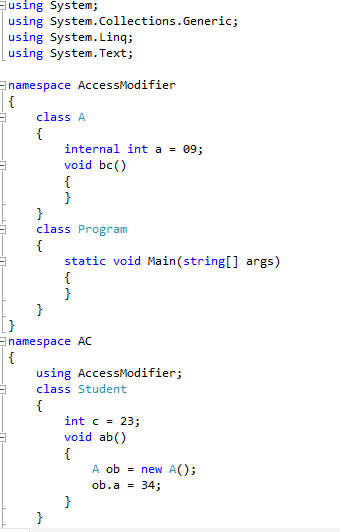 using System;
using System.Collections.Generic;
using System.Linq;
using System.Text;

namespace AccessModifier
{
    class A
    {
        internal int a = 09;
        void bc()
        {
        }
    }
    class Program
    {
        static void Main(string[] args)
        {
        }
    }
}
namespace AC
{
    using AccessModifier;
    class Student
    {
        int c = 23;
        void ab()
        {
            A ob = new A();
            ob.a = 34;
        }
    }